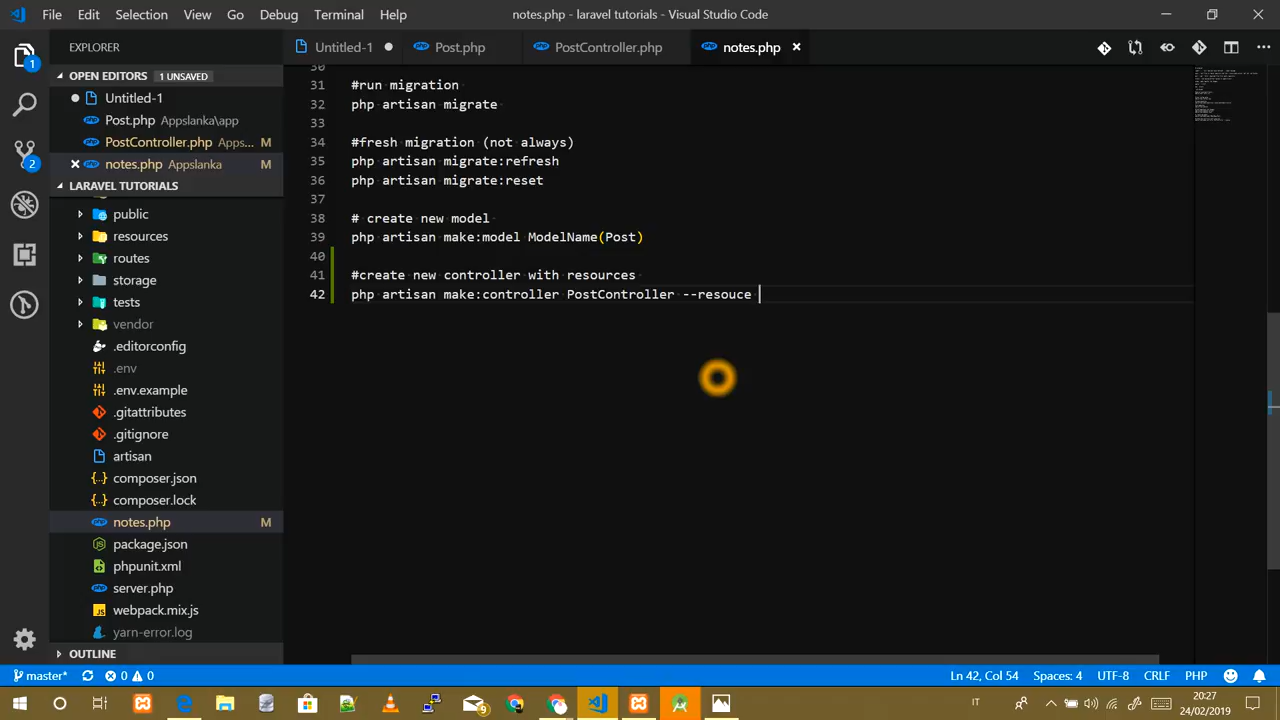 File Edit Selection View Go Debug Terminal Help
notes.php - laravel tutorials - Visual Studio Code
EXPLORER
Untitled-1
Post.php
PostController.php
notes.php
OPEN EDITORS 1 UNSAVED
Untitled-1
Post.php Appslanka\app
PostController.php Apps... M
notes.php Appslanka M
LARAVEL TUTORIALS
public
resources
routes
storage
tests
vendor
.editorconfig
.env
.env.example
.gitattributes
.gitignore
artisan
composer.json
composer.lock
notes.php M
package.json
phpunit.xml
server.php
webpack.mix.js
yarn-error.log
OUTLINE
1
2
30
31 #run migration
32 php artisan migrate
33
34 #fresh migration (not always)
35 php artisan migrate:refresh
36 php artisan migrate:reset
37
38 # create new model
39 php artisan make:model ModelName(Post)
40
41 #create new controller with resources
42 php artisan make:controller PostController --resouce
master* 0 0
Ln 42, Col 54 Spaces: 4 UTF-8 CRLF PHP
9
IT
20:27
24/02/2019